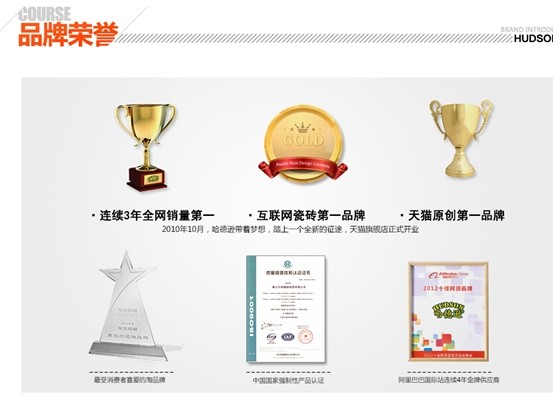 COURSE
品牌荣誉
BRAND INTRODU
HUDSON
GOLD
· 连续3年全网销量第一
· 互联网瓷砖第一品牌
· 天猫原创第一品牌
2010年10月，哈德逊带着梦想，踏上一个全新的征途，天猫旗舰店正式开业
ISO9001
2012十佳网货品牌
HUDSON
哈德逊
最受消费者喜爱的淘品牌
中国国家强制性产品认证
阿里巴巴国际站连续4年金牌供应商